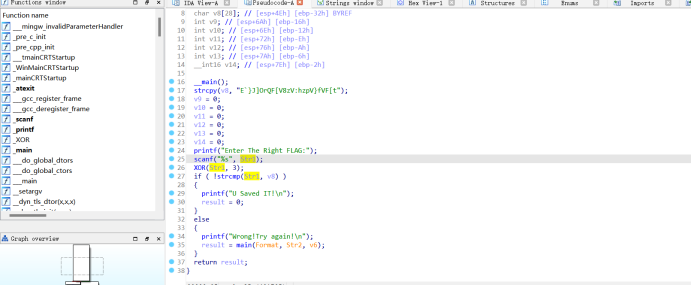 Functions window
IDA View-A
Pseudocode-A
Strings window
Hex View-1
Structures
Enums
Imports
Function name
___mingw_invalidParameterHandler
_pre_c_init
_pre_cpp_init
___tmainCRTStartup
_WinMainCRTStartup
_mainCRTStartup
_atexit
___gcc_register_frame
___gcc_deregister_frame
_scanf
_printf
_XOR
_main
___do_global_dtors
___do_global_ctors
___main
__setargv
__dyn_tls_dtor(x,x,x)
Graph overview
8 char v8[28]; // [esp+4Eh] [ebp-32h] BYREF
9 int v9; // [esp+6Ah] [ebp-16h]
10 int v10; // [esp+6Eh] [ebp-12h]
11 int v11; // [esp+72h] [ebp-Eh]
12 int v12; // [esp+76h] [ebp-Ah]
13 int v13; // [esp+7Ah] [ebp-6h]
14 __int16 v14; // [esp+7Eh] [ebp-2h]
16 __main();
17 strcpy(v8, "E`}J]OrQF[V8zV:hzpV}fVF[t");
18 v9 = 0;
19 v10 = 0;
20 v11 = 0;
21 v12 = 0;
22 v13 = 0;
23 v14 = 0;
24 printf("Enter The Right FLAG:");
25 scanf("%s", Str1);
26 XOR(Str1, 3);
27 if ( !strcmp(Str1, v8) )
28 {
29 printf("U Saved IT!\n");
30 result = 0;
31 }
32 else
33 {
34 printf("Wrong!Try again!\n");
35 result = main(Format, Str2, v6);
36 }
37 return result;
38 }